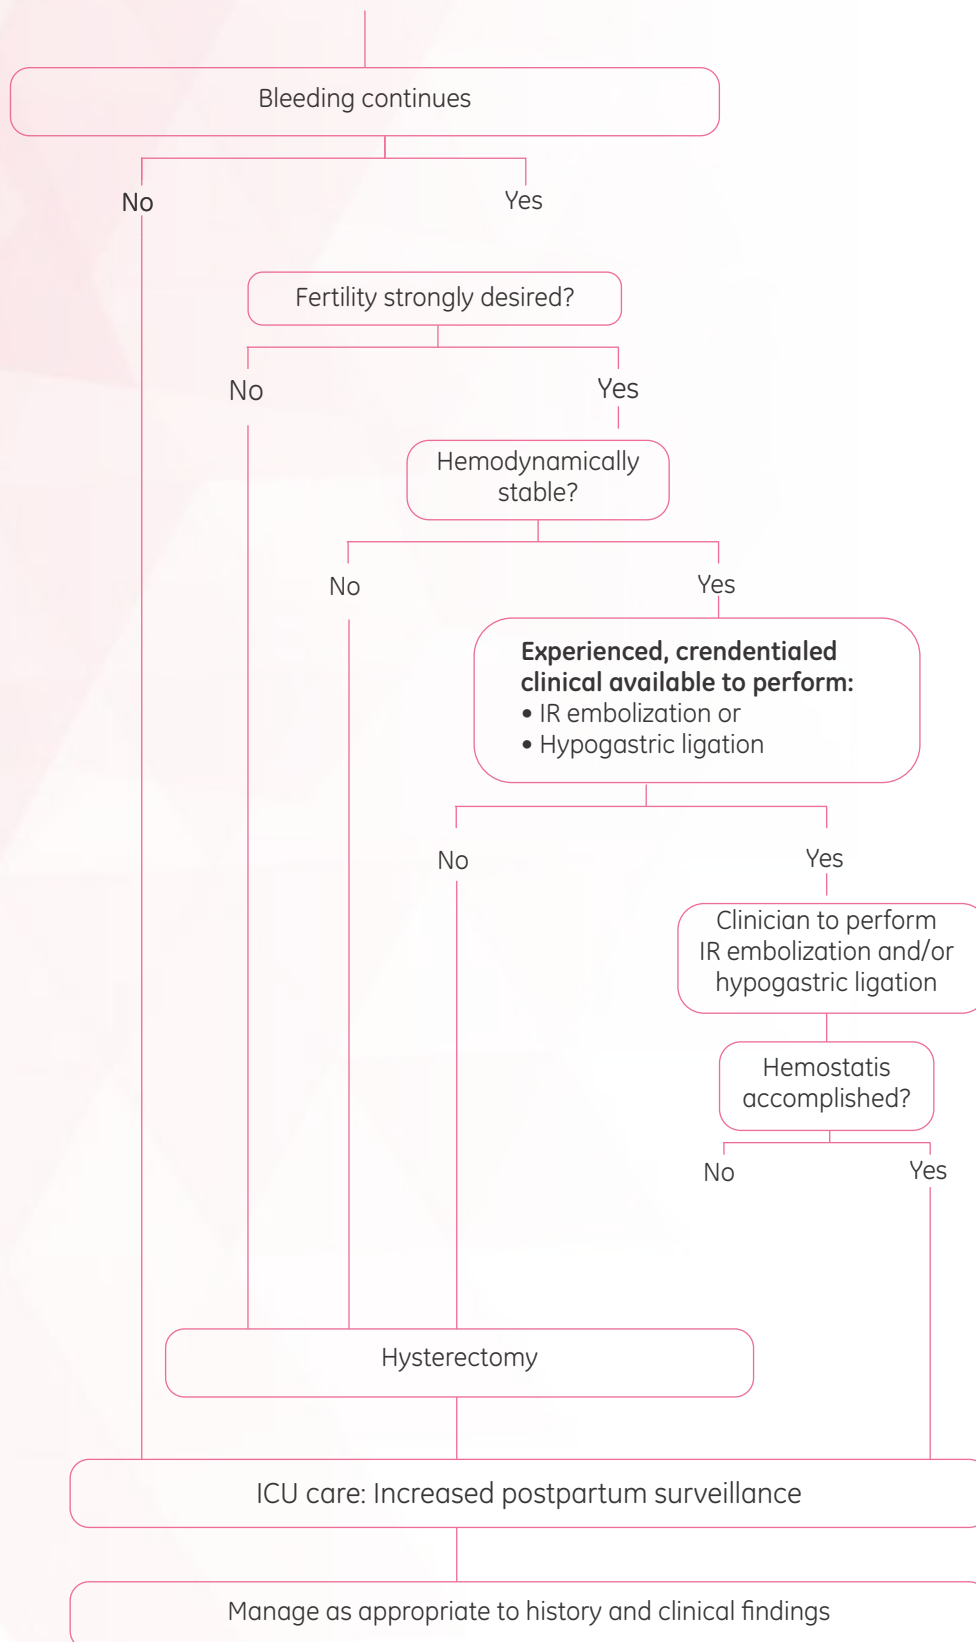 Bleeding continues
No
Yes
Fertility strongly desired?
No
Yes
Hemodynamically
stable?
No
Yes
Experienced, crendentialed
clinical available to perform:
• IR embolization or
• Hypogastric ligation
No
Yes
Clinician to perform
IR embolization and/or
hypogastric ligation
Hemostatis
accomplished?
No
Yes
Hysterectomy
ICU care: Increased postpartum surveillance
Manage as appropriate to history and clinical findings